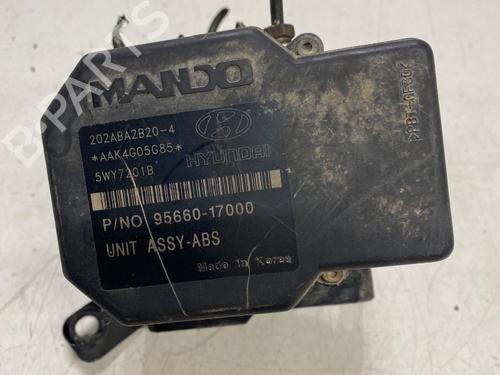 MANDO
202ABA2B20-4
*AAK4G05G85*
5WY7201B
HYUNDAI
P/NO 95660-17000
UNIT ASSY-ABS
Made in Korea
B-PARTS